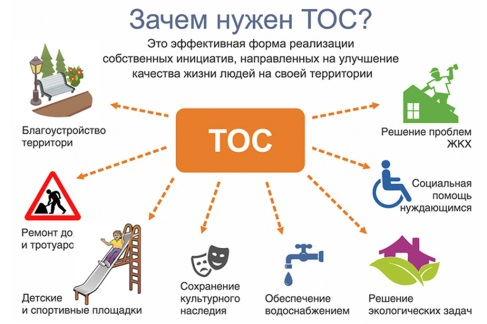 Зачем нужен ТОС?
Это эффективная форма реализации
собственных инициатив, направленных на улучшение
качества жизни людей на своей территории
ТОС
Благоустройство
территори
Решение проблем
ЖКХ
Ремонт до
и тротуарс
Социальная
помощь
нуждающимся
Детские
и спортивные площадки
Сохранение
культурного
наследия
Обеспечение
водоснабжением
Решение
экологических задач